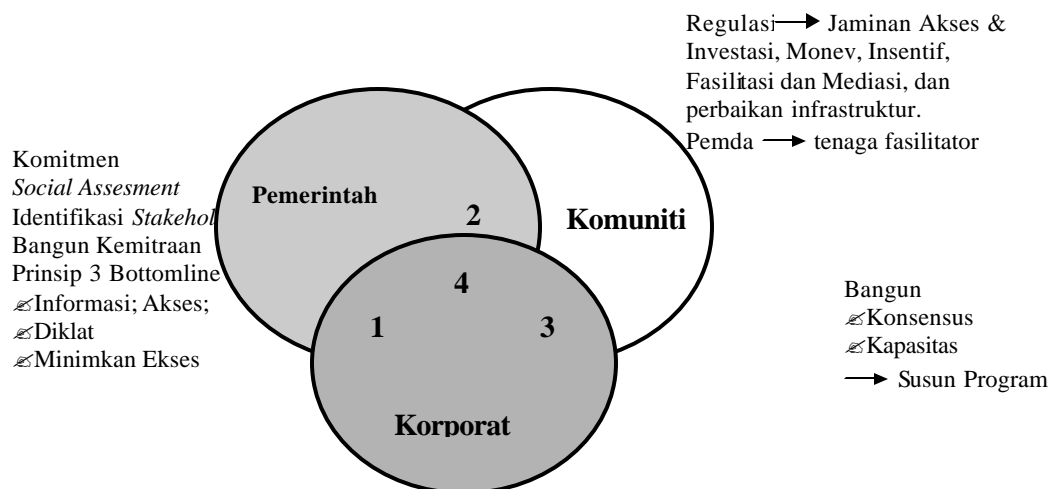 Regulasi → Jaminan Akses &
Investasi, Monev, Insentif,
Fasilitasi dan Mediasi, dan
perbaikan infrastruktur.
Pemda → tenaga fasilitator
Komitmen
Social Assesment
Identifikasi Stakehol
Bangun Kemitraan
Prinsip 3 Bottomline
✍Informasi; Akses;
✍Diklat
✍Minimkan Ekses
Pemerintah
2
Komuniti
4
1
3
Korporat
Bangun
✍Konsensus
✍Kapasitas
→ Susun Program